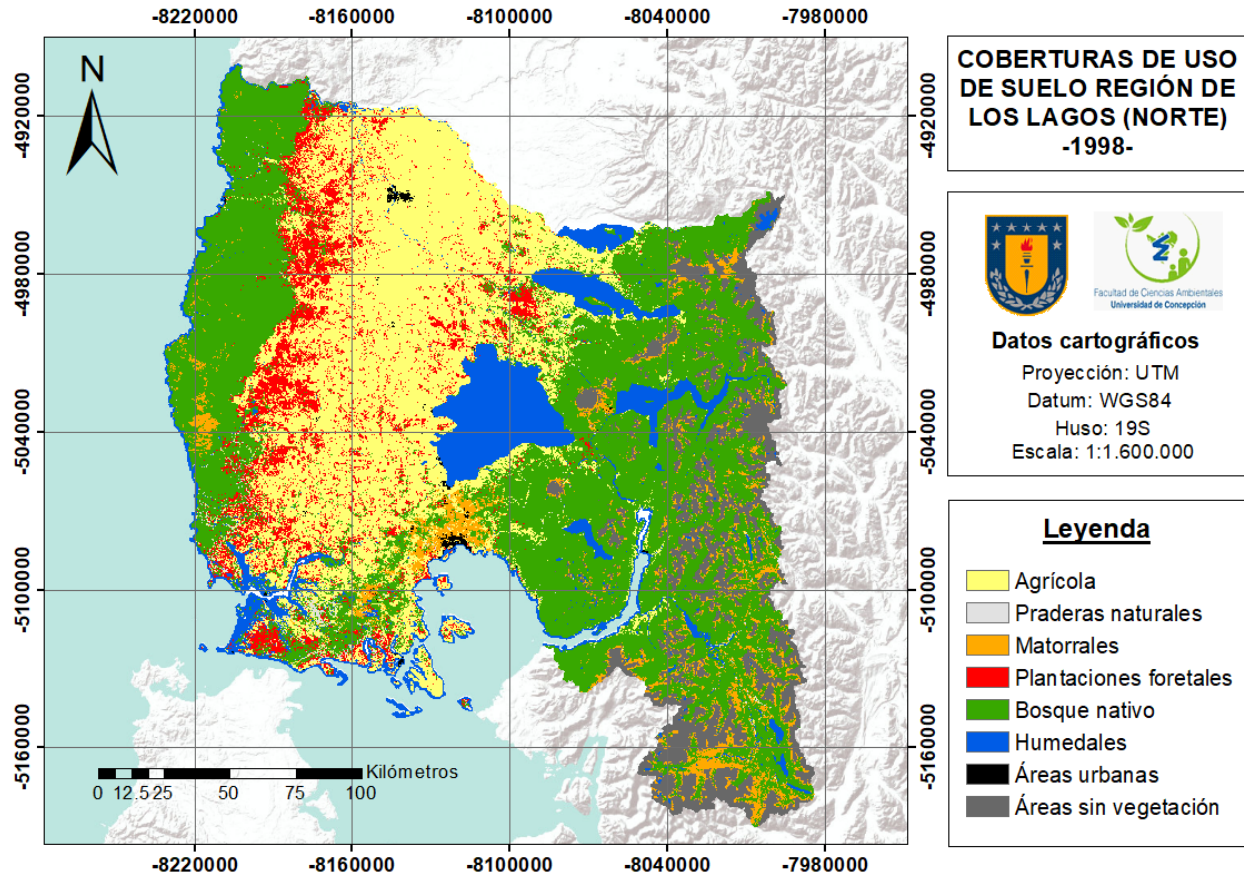 -8220000 -8160000 -8100000 -8040000 -7980000
N
-4920000 -4920000
-4980000 -4980000
-5040000 -5040000
-5100000 -5100000
-5160000 -5160000
Kilómetros
0 12.5 25 50 75 100
-8220000 -8160000 -8100000 -8040000 -7980000
COBERTURAS DE USO
DE SUELO REGIÓN DE
LOS LAGOS (NORTE)
-1998-
Facultad de Ciencias Ambientales
Universidad de Concepción
Datos cartográficos
Proyección: UTM
Datum: WGS84
Huso: 19S
Escala: 1:1.600.000
Leyenda
Agrícola
Praderas naturales
Matorrales
Plantaciones foretales
Bosque nativo
Humedales
Áreas urbanas
Áreas sin vegetación